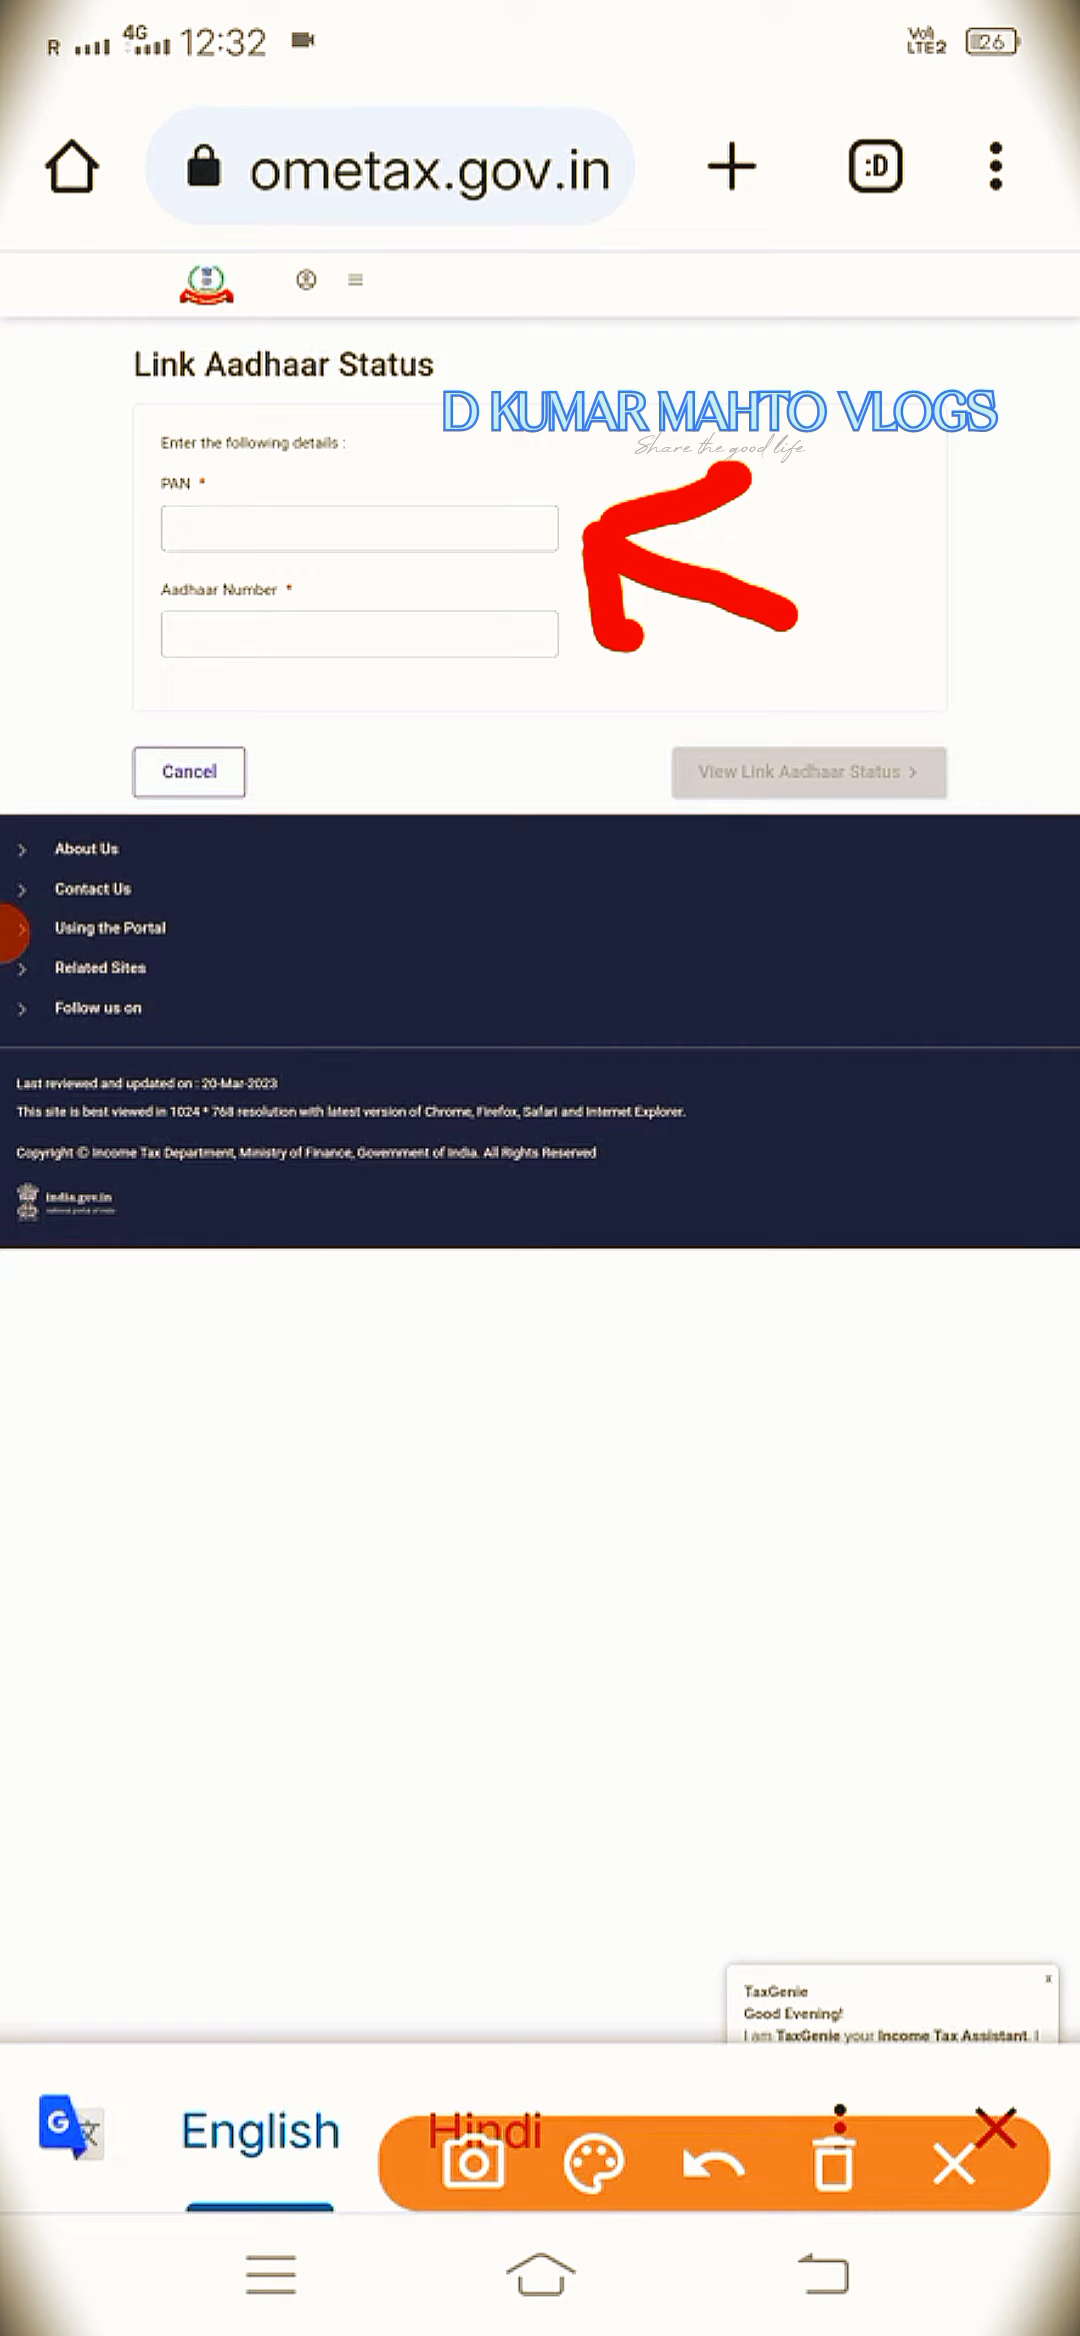 R 4G 12:32 Vo) LTE2 26
ometax.gov.in :D
Link Aadhaar Status
D KUMAR MAHTO VLOGS
Share the good life
Enter the following details :
PAN *
Aadhaar Number *
Cancel View Link Aadhaar Status >
About Us
Contact Us
Using the Portal
Related Sites
Follow us on
Last reviewed and updated on : 20-Mar-2023
This site is best viewed in 1024 * 768 resolution with latest version of Chrome, Firefox, Safari and Internet Explorer.
Copyright © Income Tax Department, Ministry of Finance, Government of India. All Rights Reserved
india.gov.in
TaxGenie x
Good Evening!
I am TaxGenie your Income Tax Assistant. I
G 文 English Hindi